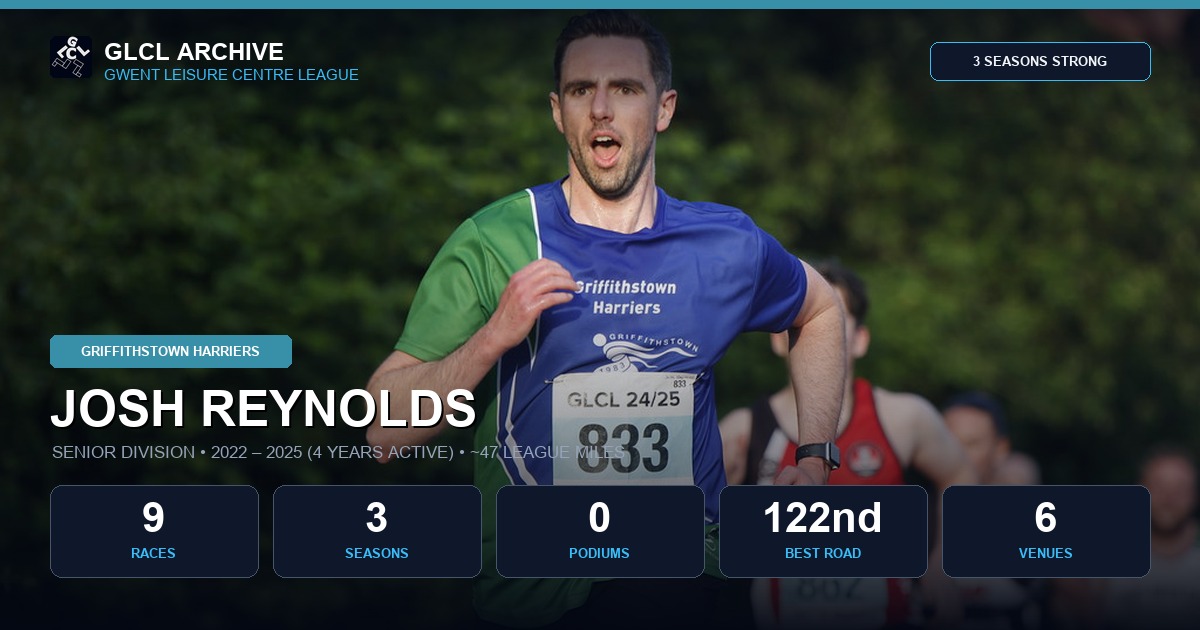 GLCL ARCHIVE
GWENT LEISURE CENTRE LEAGUE
3 SEASONS STRONG
Griffithstown
Harriers
GRIFFITHSTOWN
1983
833
GLCL 24/25
833
GRIFFITHSTOWN HARRIERS
JOSH REYNOLDS
SENIOR DIVISION • 2022 – 2025 (4 YEARS ACTIVE) • ~47 LEAGUE MILES
9
RACES
3
SEASONS
0
PODIUMS
122nd
BEST ROAD
6
VENUES